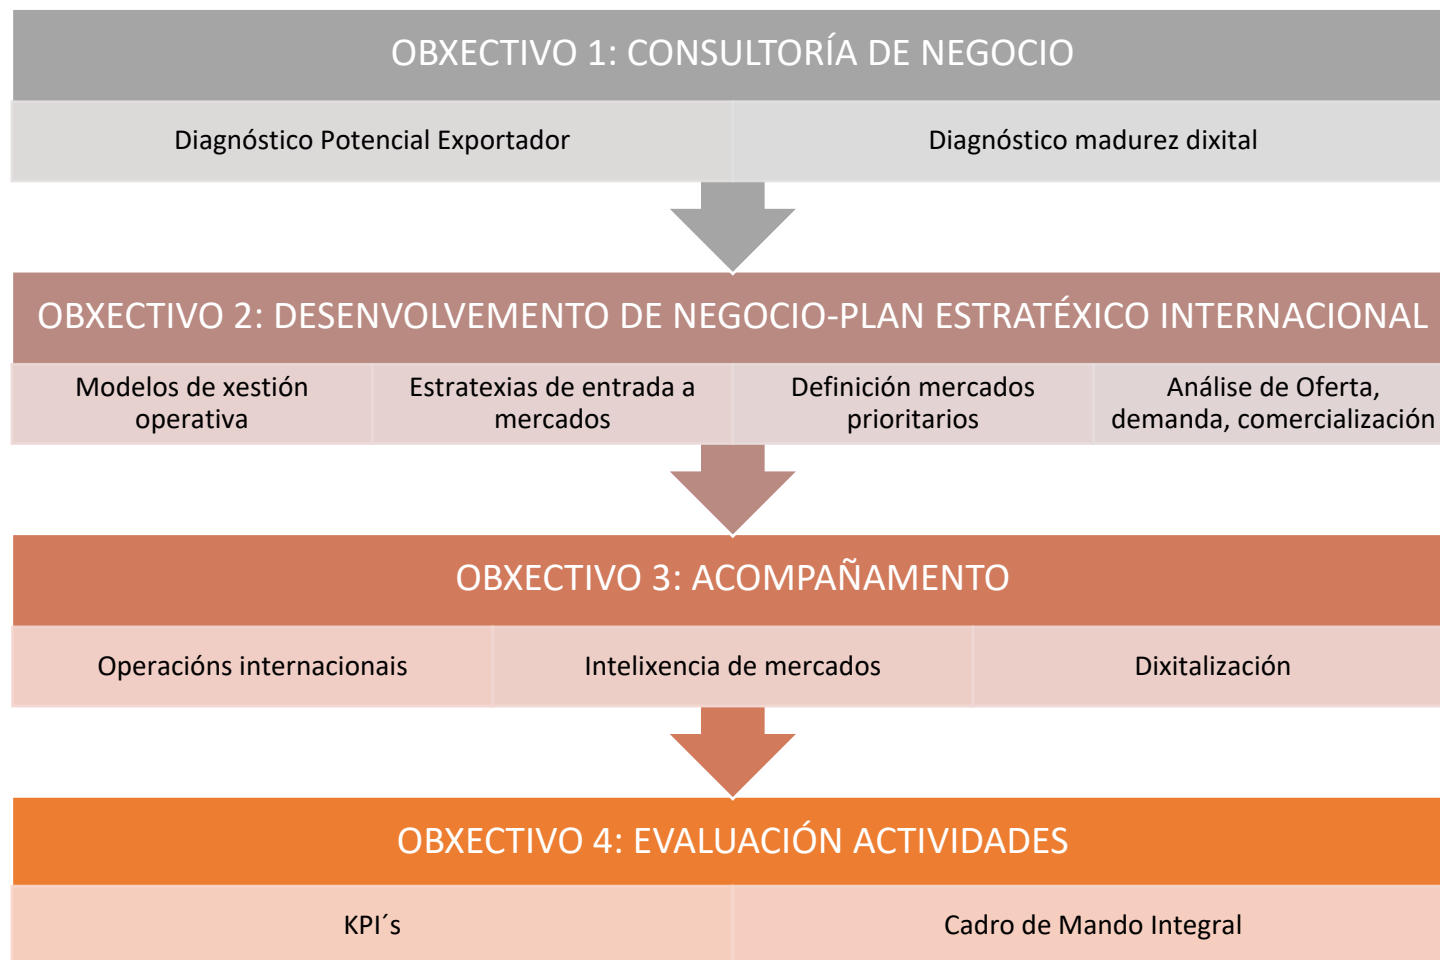 OBXECTIVO 1: CONSULTORÍA DE NEGOCIO
Diagnóstico Potencial Exportador
Diagnóstico madurez dixital
OBXECTIVO 2: DESENVOLVEMENTO DE NEGOCIO-PLAN ESTRATÉXICO INTERNACIONAL
Modelos de xestión
operativa
Estratexias de entrada a
mercados
Definición mercados
prioritarios
Análise de Oferta,
demanda, comercialización
OBXECTIVO 3: ACOMPAÑAMENTO
Operacións internacionais
Intelixencia de mercados
Dixitalización
OBXECTIVO 4: EVALUACIÓN ACTIVIDADES
KPI´s
Cadro de Mando Integral